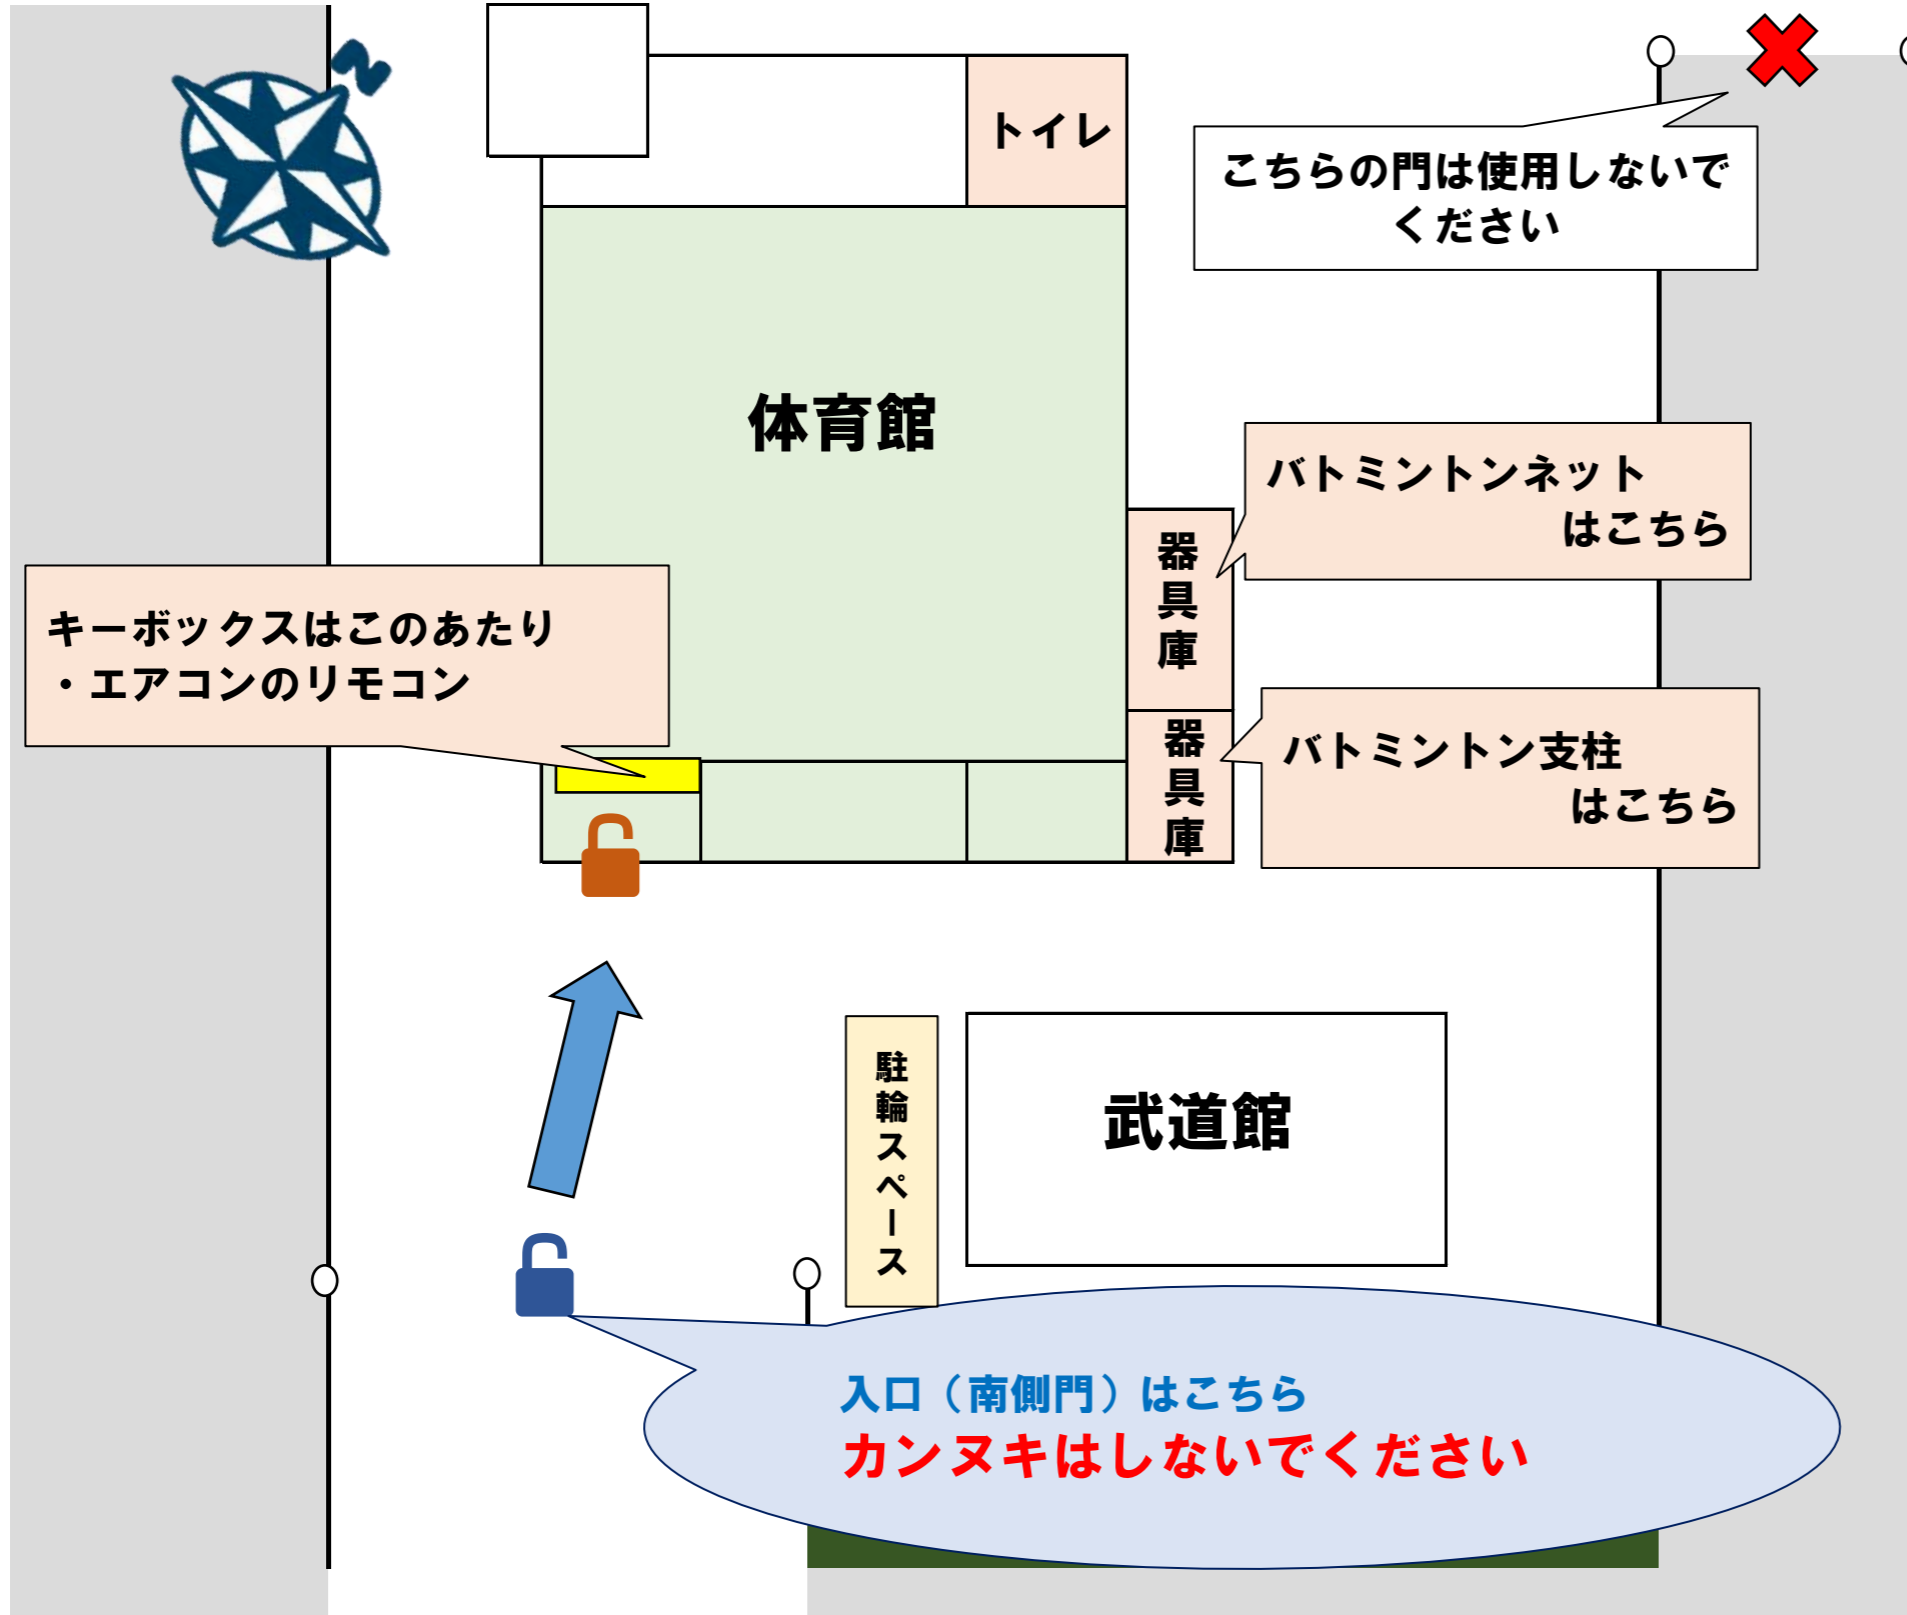 N
トイレ
こちらの門は使用しないで
ください
体育館
バトミントンネット
はこちら
器具庫
キーボックスはこのあたり
・エアコンのリモコン
器具庫
バトミントン支柱
はこちら
駐輪スペース
武道館
入口（南側門）はこちら
カンヌキはしないでください